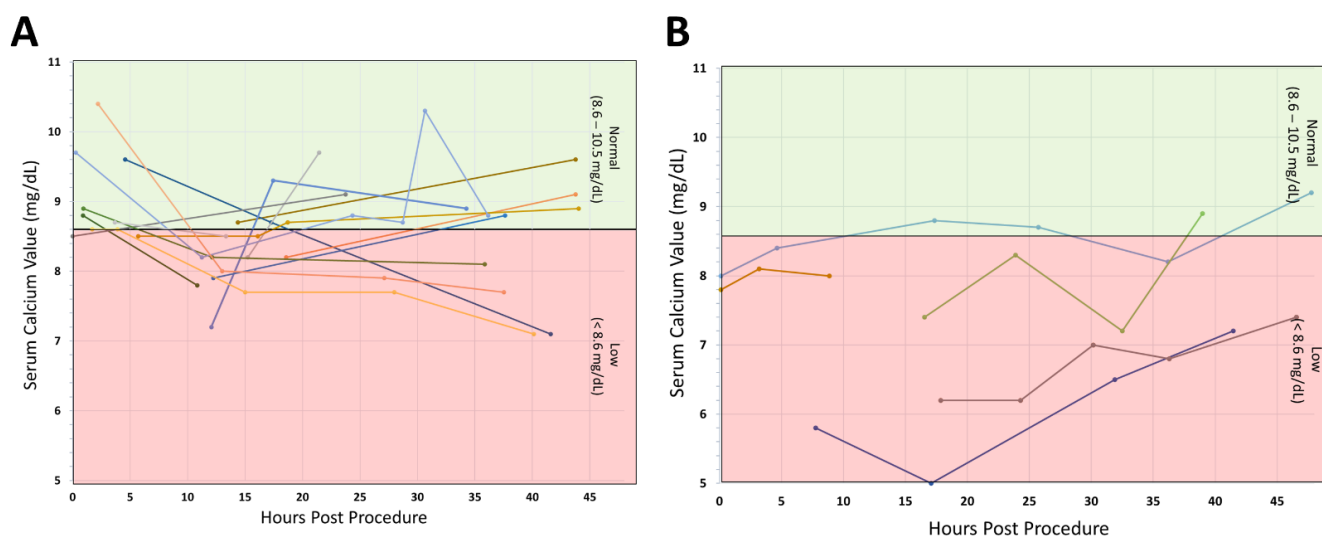 A
11
10
9
8
7
6
5
Serum Calcium Value (mg/dL)
Normal
(8.6 – 10.5 mg/dL)
Low
(< 8.6 mg/dL)
0 5 10 15 20 25 30 35 40 45
Hours Post Procedure
B
11
10
9
8
7
6
5
Serum Calcium Value (mg/dL)
Normal
(8.6 – 10.5 mg/dL)
Low
(< 8.6 mg/dL)
0 5 10 15 20 25 30 35 40 45
Hours Post Procedure